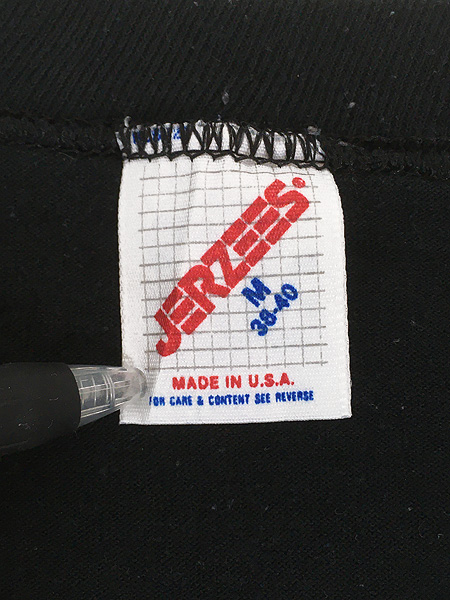 JERZEES®
M
38-40
MADE IN U.S.A.
FOR CARE & CONTENT SEE REVERSE